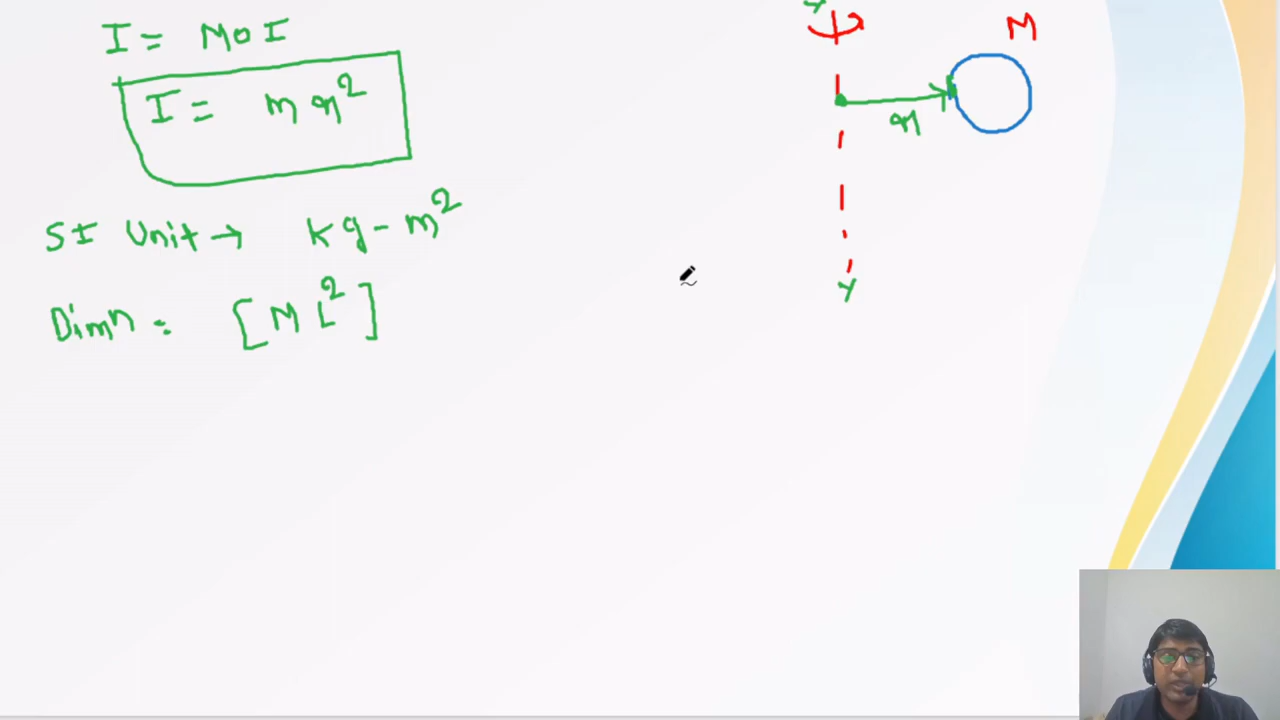 I = MOI
I = mr²
SI Unit → kg-m²
Dimn = [ML²]
M
r
Y